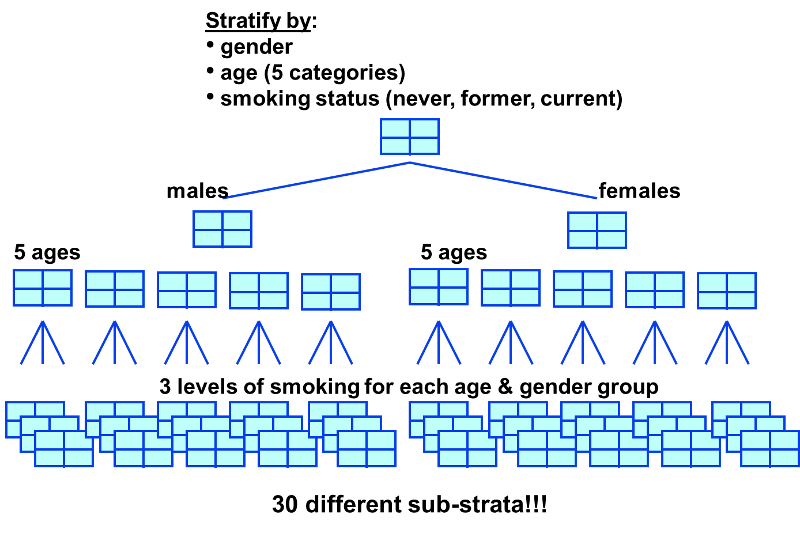 Stratify by:
• gender
• age (5 categories)
• smoking status (never, former, current)
males
females
5 ages
5 ages
3 levels of smoking for each age & gender group
30 different sub-strata!!!